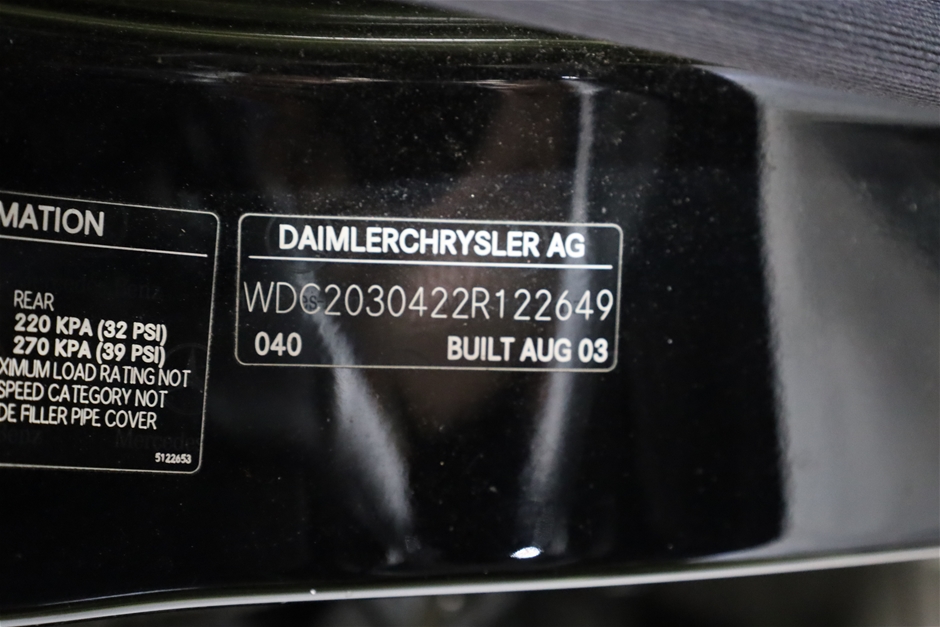 MATION
REAR
220 KPA (32 PSI)
270 KPA (39 PSI)
XIMUM LOAD RATING NOT
SPEED CATEGORY NOT
DE FILLER PIPE COVER
5122653
DAIMLERCHRYSLER AG
WDC2030422R122649
040 BUILT AUG 03